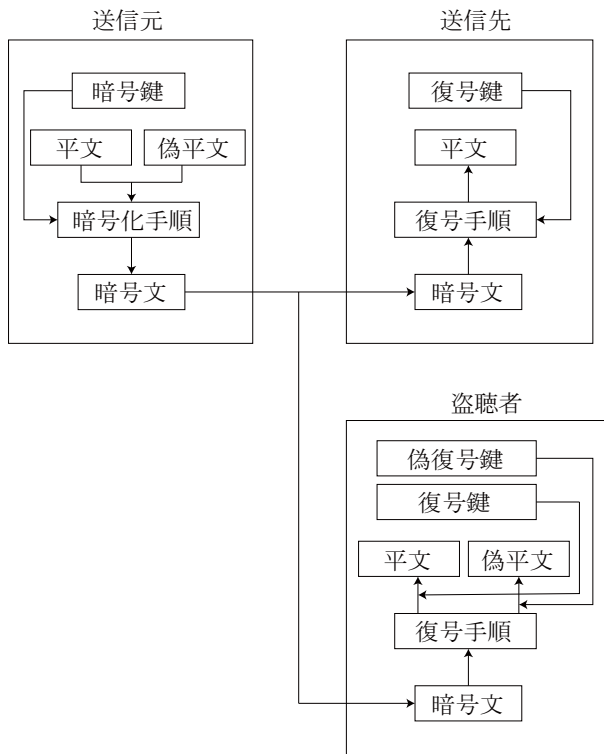 送信元
暗号鍵
平文
偽平文
暗号化手順
暗号文
送信先
復号鍵
平文
復号手順
暗号文
盗聴者
偽復号鍵
復号鍵
平文
偽平文
復号手順
暗号文